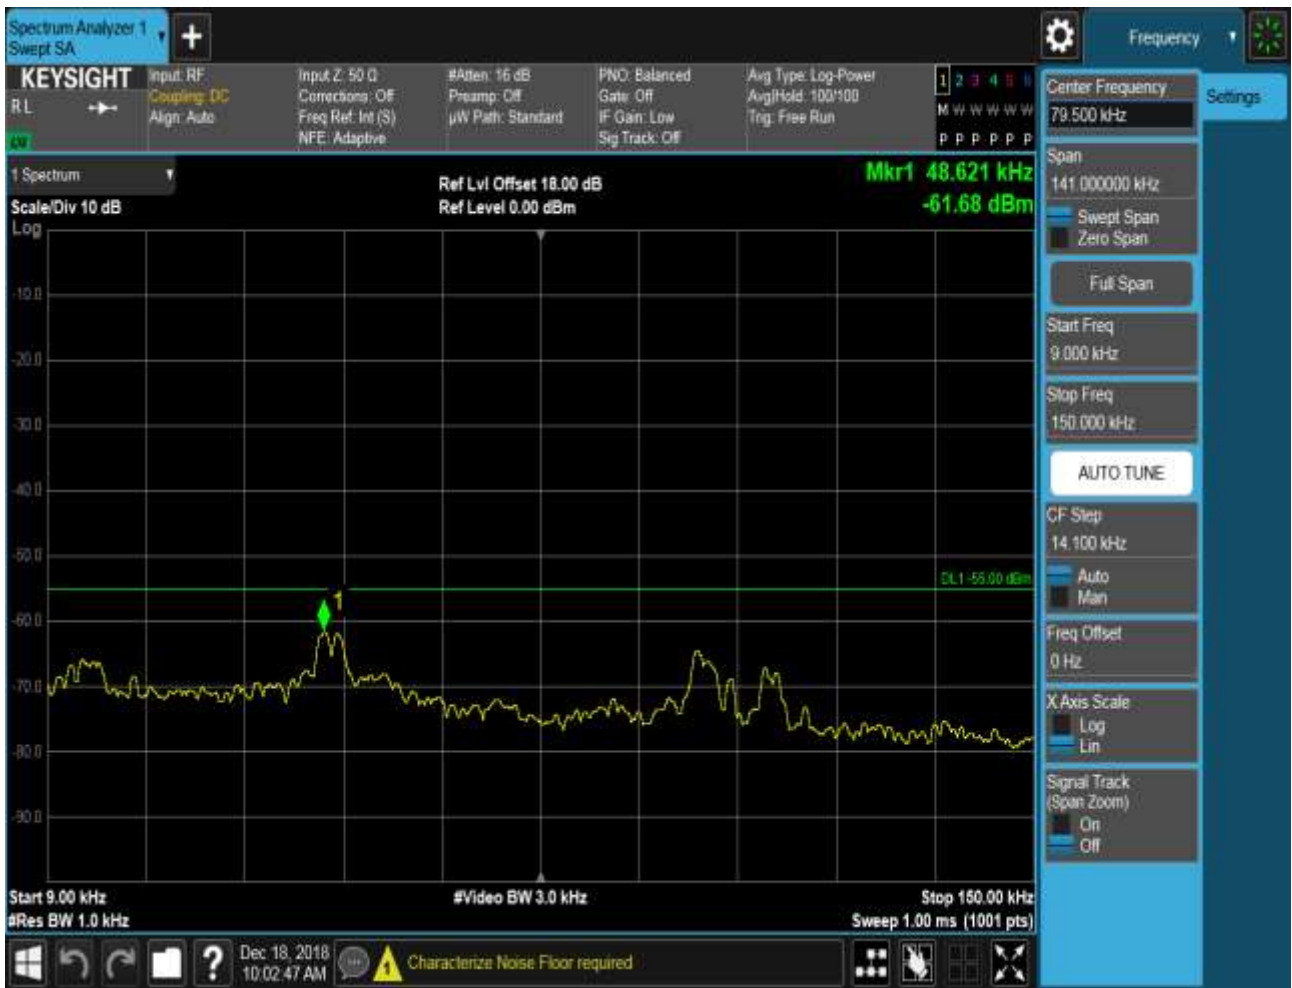 Spectrum Analyzer 1
Swept SA
Frequency
KEYSIGHT
R L
Input: RF
Coupling: DC
Align: Auto
Input Z: 50 Ω
Corrections: Off
Freq Ref: Int (S)
NFE: Adaptive
#Atten: 16 dB
Preamp: Off
µW Path: Standard
PNO: Balanced
Gate: Off
IF Gain: Low
Sig Track: Off
Avg Type: Log-Power
Avg|Hold: 100/100
Trig: Free Run
1 2 3 4 5 6
M W W W W W
P P P P P P
1 Spectrum
Scale/Div 10 dB
Log
Ref Lvl Offset 18.00 dB
Ref Level 0.00 dBm
Mkr1 48.621 kHz
-61.68 dBm
-10.0
-20.0
-30.0
-40.0
-50.0
DL1 -55.00 dBm
1
-60.0
-70.0
-80.0
-90.0
Start 9.00 kHz
#Res BW 1.0 kHz
#Video BW 3.0 kHz
Stop 150.00 kHz
Sweep 1.00 ms (1001 pts)
Center Frequency
79.500 kHz
Settings
Span
141.000000 kHz
Swept Span
Zero Span
Full Span
Start Freq
9.000 kHz
Stop Freq
150.000 kHz
AUTO TUNE
CF Step
14.100 kHz
Auto
Man
Freq Offset
0 Hz
X Axis Scale
Log
Lin
Signal Track
(Span Zoom)
On
Off
?
Dec 18, 2018
10:02:47 AM
1
Characterize Noise Floor required